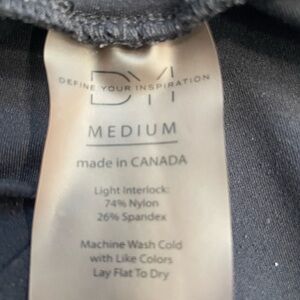 DYI
DEFINE YOUR INSPIRATION
MEDIUM
made in CANADA
Light Interlock:
74% Nylon
26% Spandex
Machine Wash Cold
with Like Colors
Lay Flat To Dry